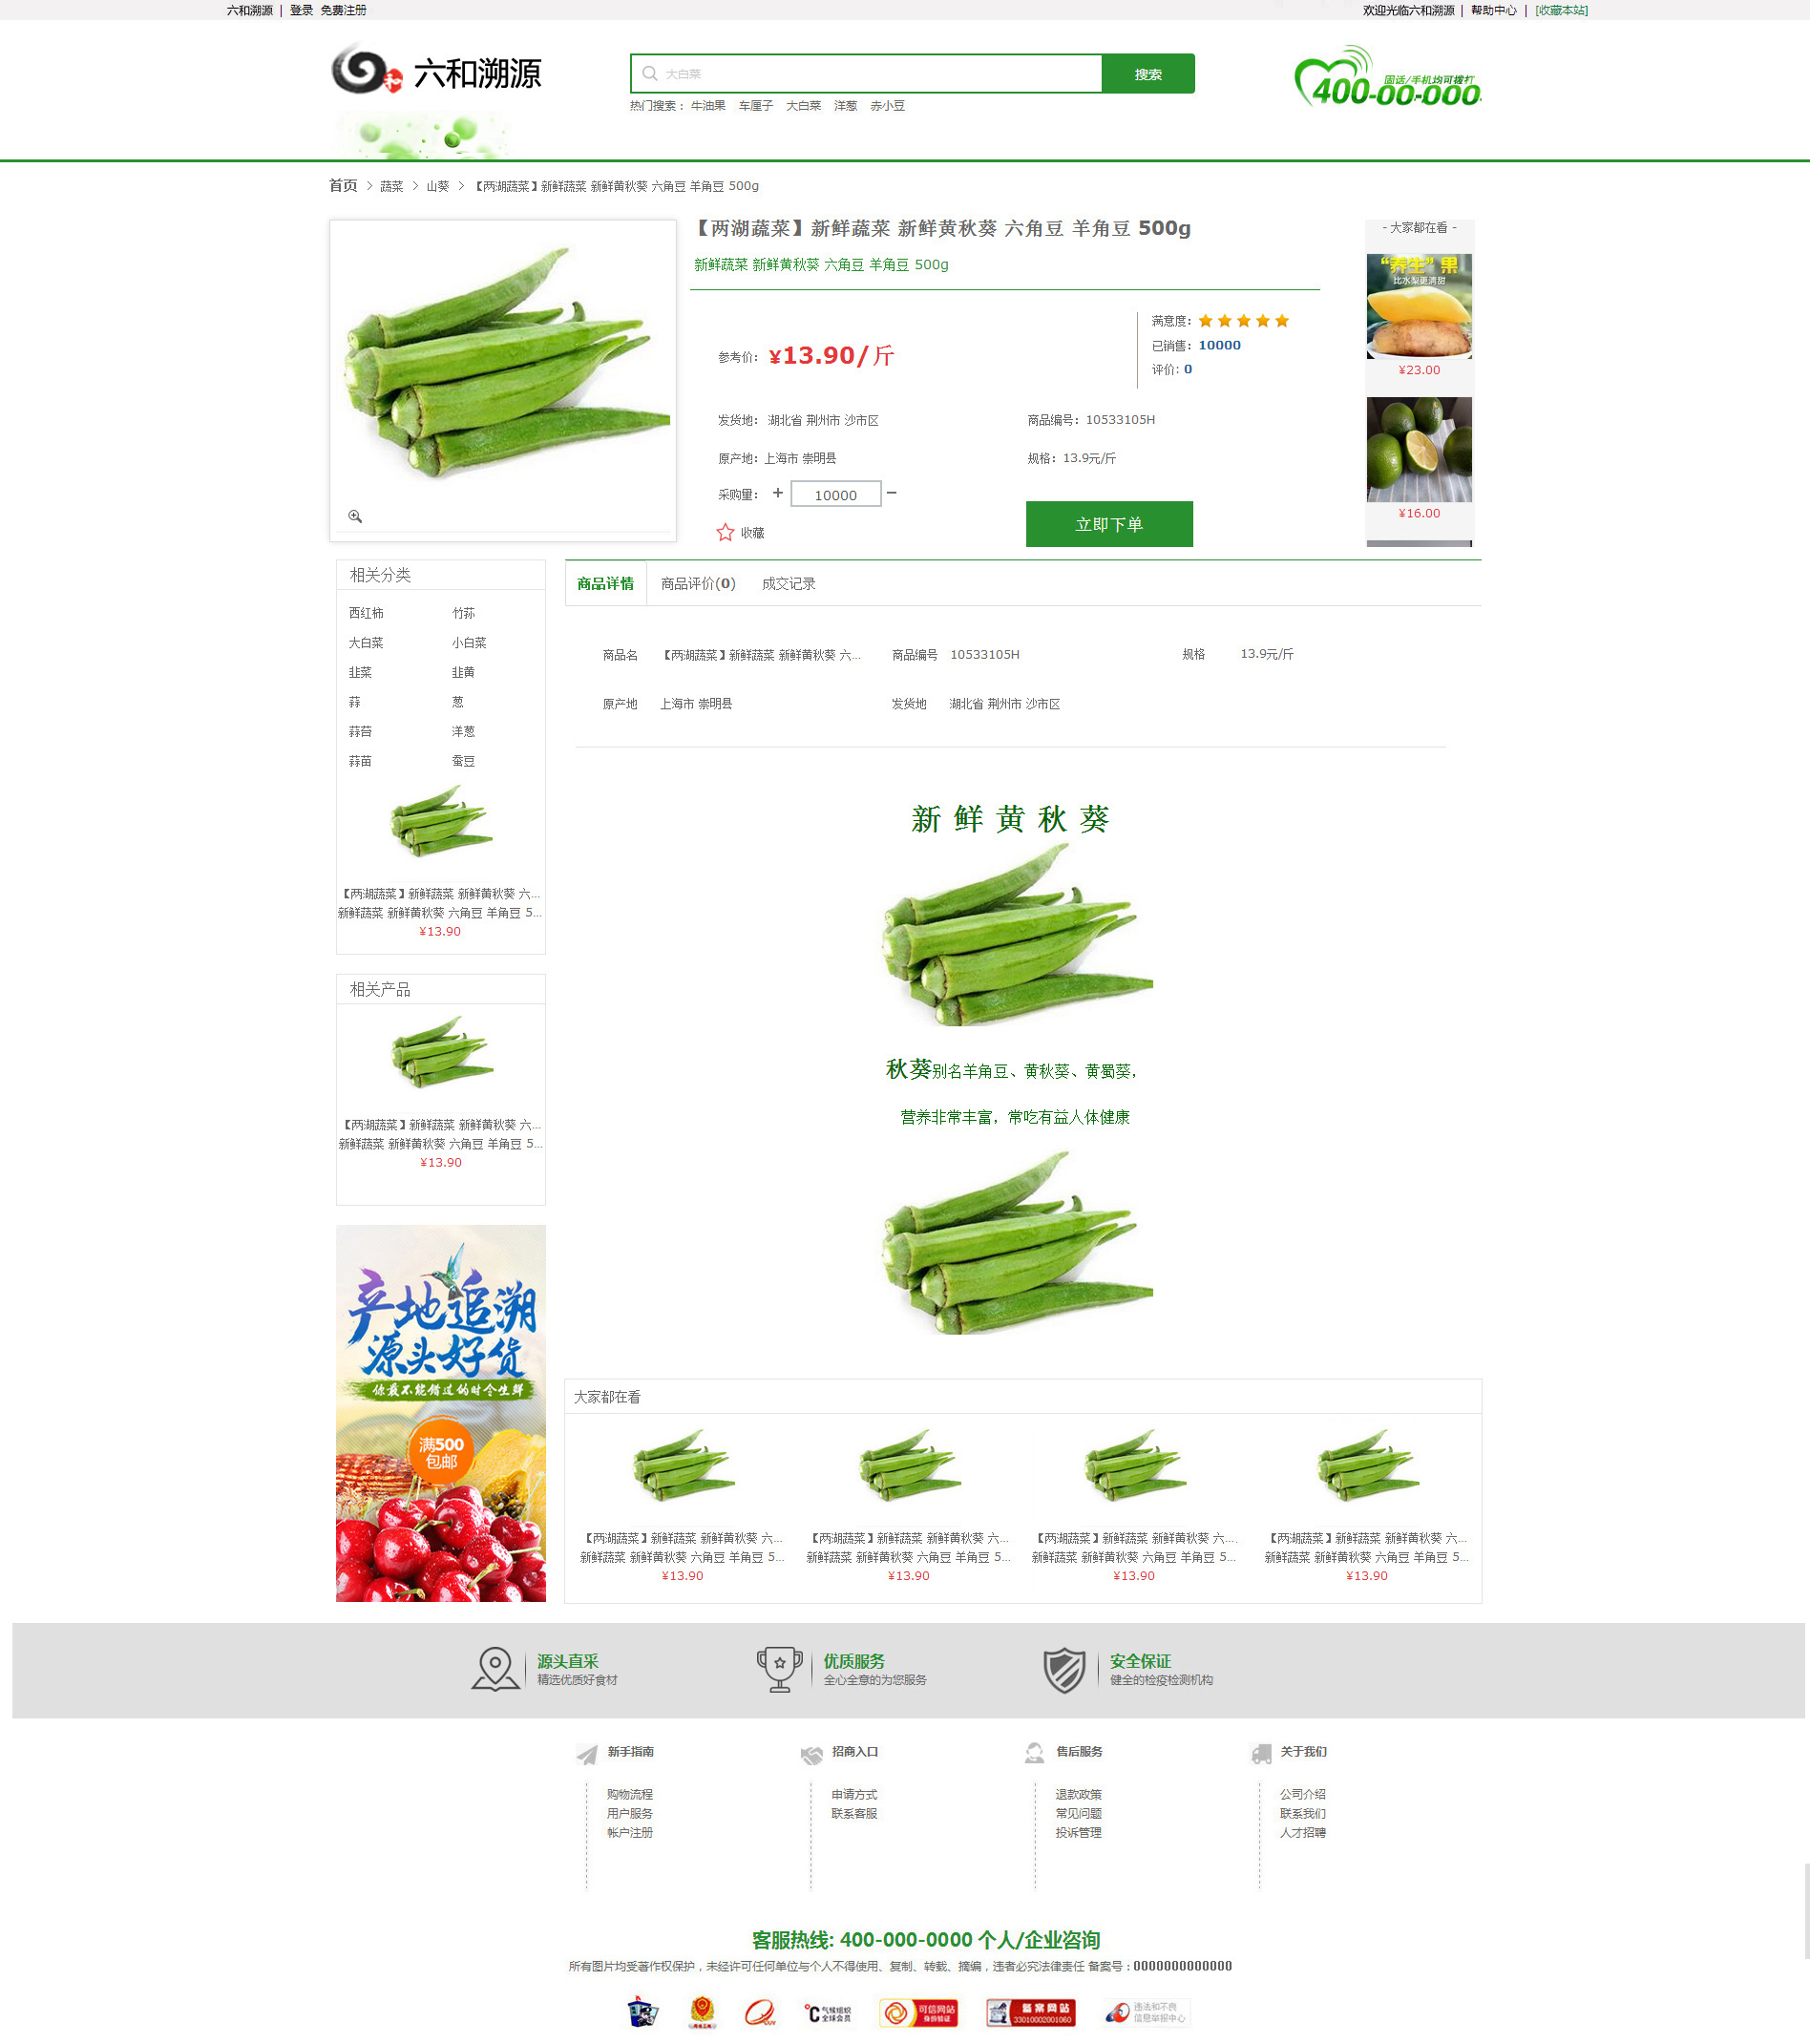 六和溯源 | 登录 免费注册
欢迎光临六和溯源 | 帮助中心 | [收藏本站]
六和溯源
大白菜
搜索
热门搜索： 牛油果 车厘子 大白菜 洋葱 赤小豆
固话/手机均可拨打
400-00-000
首页 > 蔬菜 > 山葵 > 【两湖蔬菜】新鲜蔬菜 新鲜黄秋葵 六角豆 羊角豆 500g
【两湖蔬菜】新鲜蔬菜 新鲜黄秋葵 六角豆 羊角豆 500g
新鲜蔬菜 新鲜黄秋葵 六角豆 羊角豆 500g
参考价： ¥13.90/斤
满意度：
已销售： 10000
评价: 0
发货地： 湖北省 荆州市 沙市区
商品编号： 10533105H
原产地： 上海市 崇明县
规格： 13.9元/斤
采购量： + 10000 −
收藏
立即下单
- 大家都在看 -
“养生”果
比水梨更清甜
¥23.00
¥16.00
相关分类
西红柿 竹荪
大白菜 小白菜
韭菜 韭黄
蒜 葱
蒜苔 洋葱
蒜苗 蚕豆
【两湖蔬菜】新鲜蔬菜 新鲜黄秋葵 六...
新鲜蔬菜 新鲜黄秋葵 六角豆 羊角豆 5...
¥13.90
相关产品
【两湖蔬菜】新鲜蔬菜 新鲜黄秋葵 六...
新鲜蔬菜 新鲜黄秋葵 六角豆 羊角豆 5...
¥13.90
产地追溯
源头好货
你最不能错过的时令生鲜
满500
包邮
商品详情 商品评价(0) 成交记录
商品名 【两湖蔬菜】新鲜蔬菜 新鲜黄秋葵 六... 商品编号 10533105H 规格 13.9元/斤
原产地 上海市 崇明县 发货地 湖北省 荆州市 沙市区
新鲜黄秋葵
秋葵别名羊角豆、黄秋葵、黄蜀葵，
营养非常丰富，常吃有益人体健康
大家都在看
【两湖蔬菜】新鲜蔬菜 新鲜黄秋葵 六... 【两湖蔬菜】新鲜蔬菜 新鲜黄秋葵 六... 【两湖蔬菜】新鲜蔬菜 新鲜黄秋葵 六... 【两湖蔬菜】新鲜蔬菜 新鲜黄秋葵 六...
新鲜蔬菜 新鲜黄秋葵 六角豆 羊角豆 5... 新鲜蔬菜 新鲜黄秋葵 六角豆 羊角豆 5... 新鲜蔬菜 新鲜黄秋葵 六角豆 羊角豆 5... 新鲜蔬菜 新鲜黄秋葵 六角豆 羊角豆 5...
¥13.90 ¥13.90 ¥13.90 ¥13.90
源头直采 优质服务 安全保证
精选优质好食材 全心全意的为您服务 健全的检疫检测机构
新手指南 招商入口 售后服务 关于我们
购物流程 申请方式 退款政策 公司介绍
用户服务 联系客服 常见问题 联系我们
帐户注册 投诉管理 人才招聘
客服热线: 400-000-0000 个人/企业咨询
所有图片均受著作权保护，未经许可任何单位与个人不得使用、复制、转载、摘编，违者必究法律责任 备案号：0000000000000
℃ 气候组织
全球会员
可信网站
身份验证
备案网站
33010002001060
违法和不良
信息举报中心